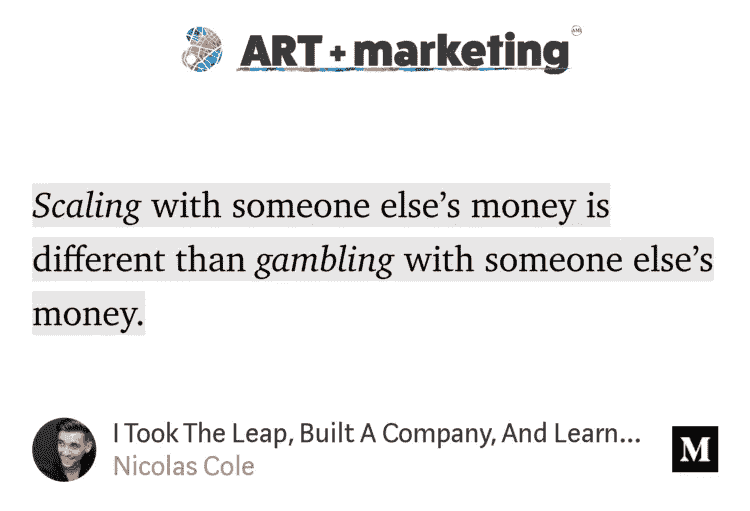 ART + marketing
Scaling with someone else’s money is
different than gambling with someone else’s
money.
I Took The Leap, Built A Company, And Learn...
Nicolas Cole
M